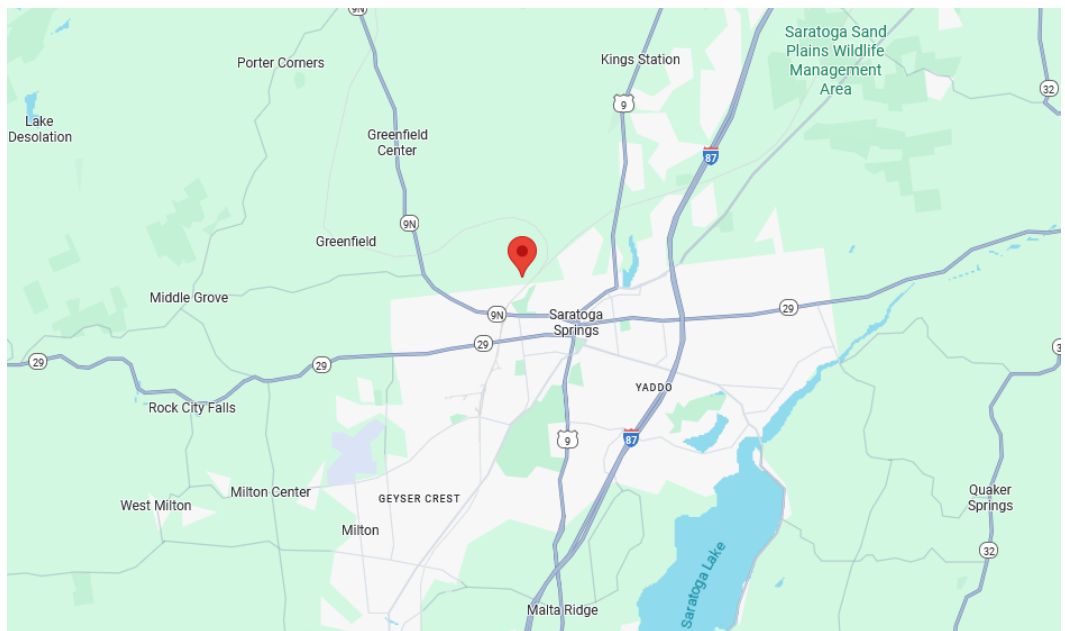 9N
Saratoga Sand
Plains Wildlife
Management
Area
Porter Corners
Kings Station
32
9
Lake
Desolation
Greenfield
Center
87
9N
Greenfield
Middle Grove
9N
Saratoga
Springs
29
29
29
29
YADDO
Rock City Falls
9
87
Milton Center
GEYSER CREST
West Milton
Quaker
Springs
Milton
32
Saratoga Lake
Malta Ridge